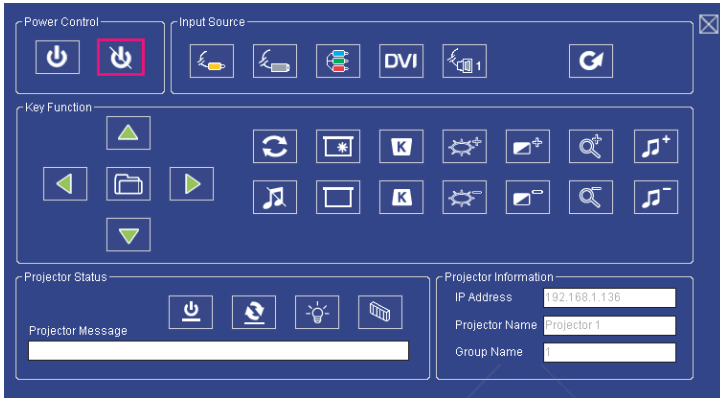 Power Control
Input Source
DVI
1
Key Function
K
K
Projector Status
Projector Message
Projector Information
IP Address 192.168.1.136
Projector Name Projector 1
Group Name 1